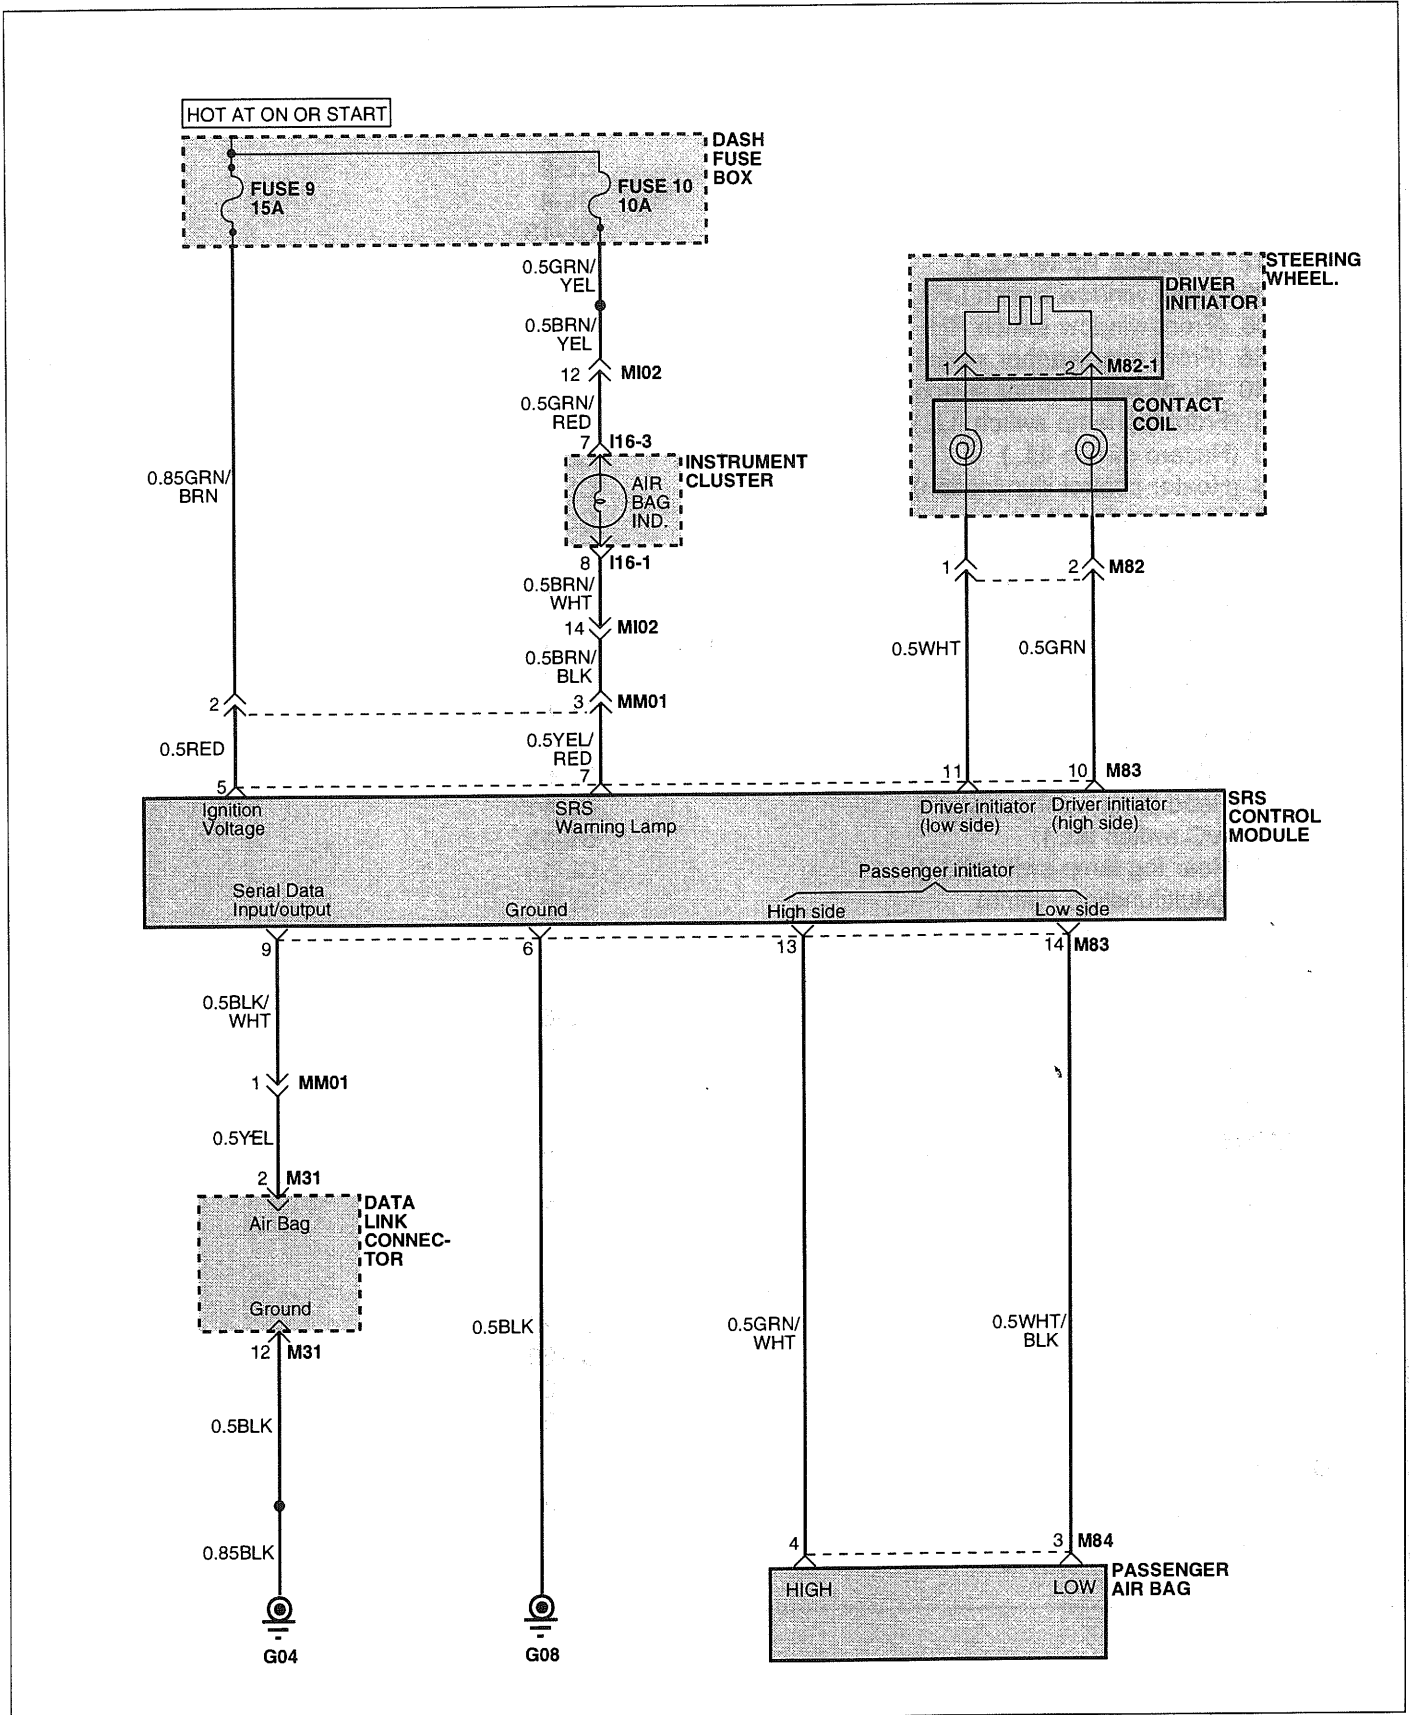 HOT AT ON OR START
DASH
FUSE
BOX
FUSE 9
15A
FUSE 10
10A
0.5GRN/
YEL
0.5BRN/
YEL
12 MI02
0.5GRN/
RED
7 I16-3
INSTRUMENT
CLUSTER
AIR
BAG
IND.
8 I16-1
0.5BRN/
WHT
14 MI02
0.5BRN/
BLK
0.85GRN/
BRN
2
3 MM01
0.5RED
0.5YEL/
RED
STEERING
WHEEL.
DRIVER
INITIATOR
1
2 M82-1
CONTACT
COIL
1
2 M82
0.5WHT
0.5GRN
5
7
11
10 M83
SRS
CONTROL
MODULE
Ignition
Voltage
SRS
Warning Lamp
Driver initiator
(low side)
Driver initiator
(high side)
Passenger initiator
Serial Data
Input/output
Ground
High side
Low side
9
6
13
14 M83
0.5BLK/
WHT
1 MM01
0.5YEL
2 M31
DATA
LINK
CONNEC-
TOR
Air Bag
Ground
12 M31
0.5BLK
0.85BLK
G04
0.5BLK
G08
0.5GRN/
WHT
0.5WHT/
BLK
4
3 M84
PASSENGER
AIR BAG
HIGH
LOW